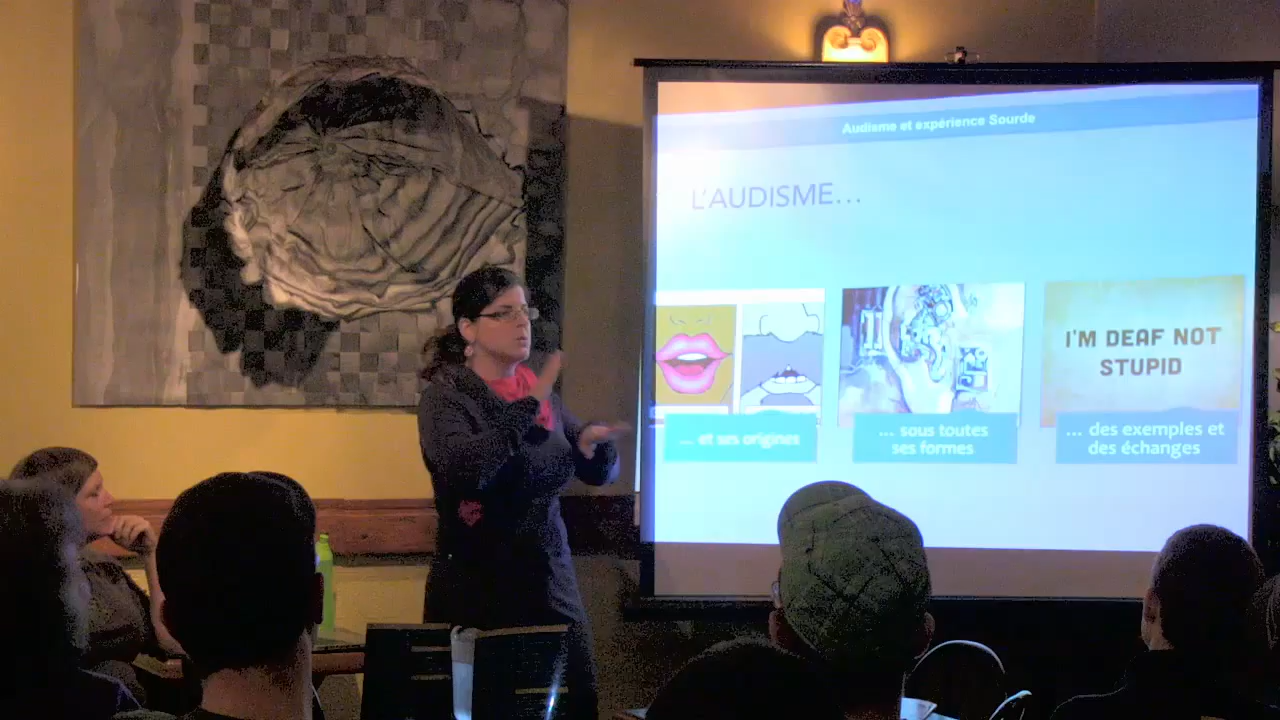 Audisme et expérience Sourde
L'AUDISME...
... et ses origines
... sous toutes
ses formes
I'M DEAF NOT
STUPID
... des exemples et
des échanges